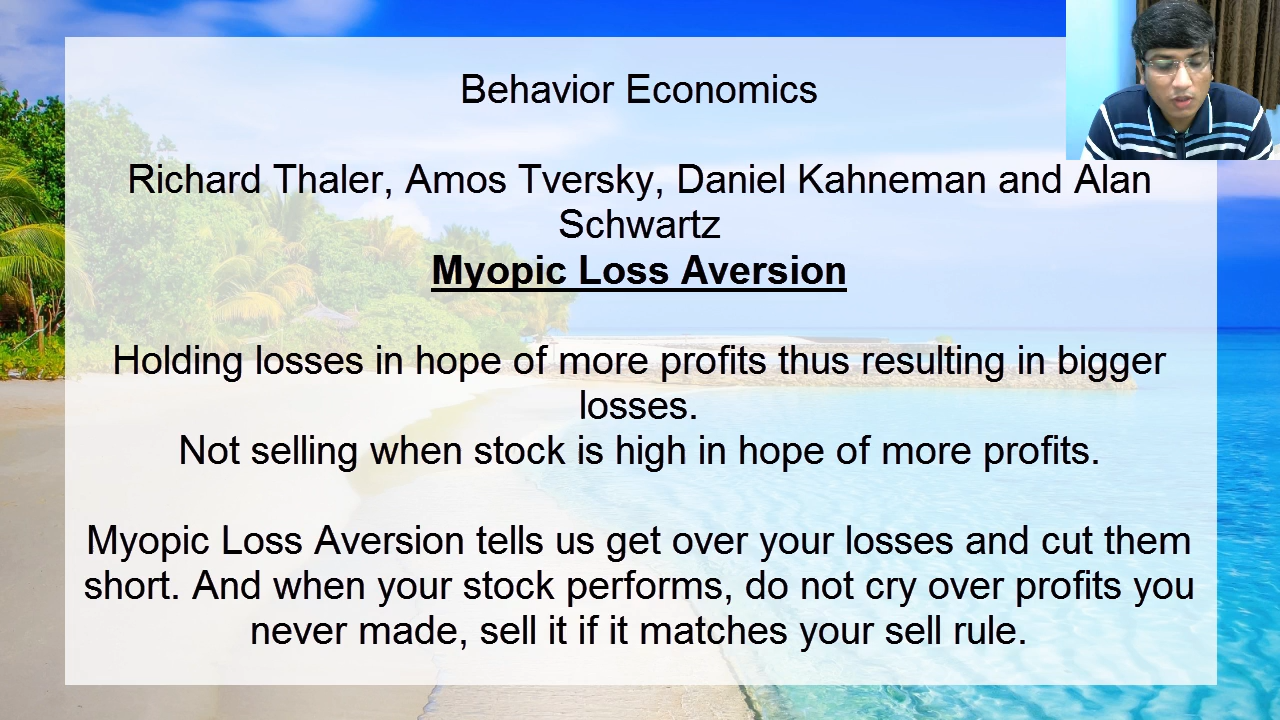 Behavior Economics
Richard Thaler, Amos Tversky, Daniel Kahneman and Alan
Schwartz
Myopic Loss Aversion
Holding losses in hope of more profits thus resulting in bigger
losses.
Not selling when stock is high in hope of more profits.
Myopic Loss Aversion tells us get over your losses and cut them
short. And when your stock performs, do not cry over profits you
never made, sell it if it matches your sell rule.